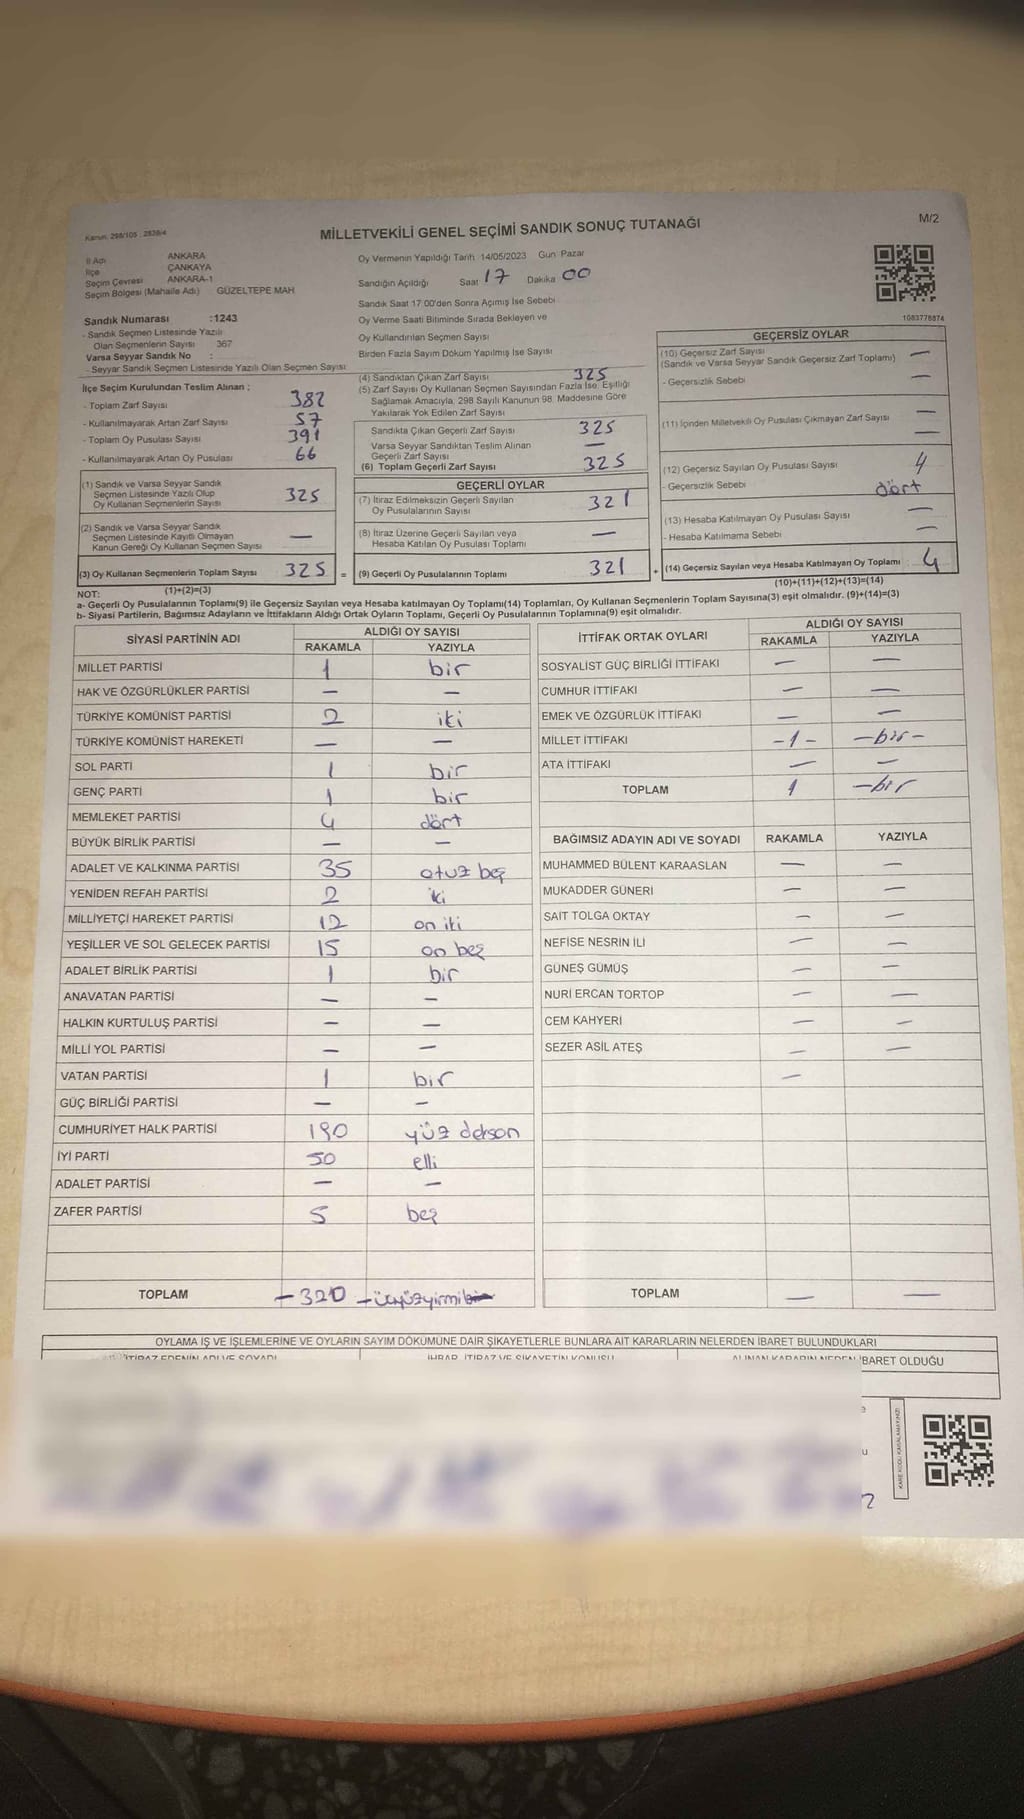 Kanun: 298/105 : 2839/4
M/2
MİLLETVEKİLİ GENEL SEÇİMİ SANDIK SONUÇ TUTANAĞI
İl Adı ANKARA
İlçe ÇANKAYA
Seçim Çevresi ANKARA-1
Seçim Bölgesi (Mahalle Adı) GÜZELTEPE MAH
Oy Vermenin Yapıldığı Tarih 14/05/2023 Gün Pazar
Sandığın Açıldığı Saat 17 Dakika 00
Sandık Saat 17:00'den Sonra Açımış İse Sebebi
Oy Verme Saati Bitiminde Sırada Bekleyen ve
Oy Kullandırılan Seçmen Sayısı
Birden Fazla Sayım Döküm Yapılmış İse Sayısı
1083778874
Sandık Numarası :1243
- Sandık Seçmen Listesinde Yazılı
Olan Seçmenlerin Sayısı 367
Varsa Seyyar Sandık No :
- Seyyar Sandık Seçmen Listesinde Yazılı Olan Seçmen Sayısı
İlçe Seçim Kurulundan Teslim Alınan ;
- Toplam Zarf Sayısı 382
- Kullanılmayarak Artan Zarf Sayısı 57
- Toplam Oy Pusulası Sayısı 391
- Kullanılmayarak Artan Oy Pusulası 66
(1) Sandık ve Varsa Seyyar Sandık
Seçmen Listesinde Yazılı Olup
Oy Kullanan Seçmenlerin Sayısı 325
(2) Sandık ve Varsa Seyyar Sandık
Seçmen Listesinde Kayıtlı Olmayan
Kanun Gereği Oy Kullanan Seçmen Sayısı —
(3) Oy Kullanan Seçmenlerin Toplam Sayısı 325 =
(1)+(2)=(3)
(4) Sandıktan Çıkan Zarf Sayısı 325
(5) Zarf Sayısı Oy Kullanan Seçmen Sayısından Fazla İse, Eşitliği
Sağlamak Amacıyla, 298 Sayılı Kanunun 98. Maddesine Göre
Yakılarak Yok Edilen Zarf Sayısı
Sandıkta Çıkan Geçerli Zarf Sayısı 325
Varsa Seyyar Sandıktan Teslim Alınan
Geçerli Zarf Sayısı —
(6) Toplam Geçerli Zarf Sayısı 325
GEÇERLİ OYLAR
(7) İtiraz Edilmeksizin Geçerli Sayılan
Oy Pusulalarının Sayısı 321
(8) İtiraz Üzerine Geçerli Sayılan veya
Hesaba Katılan Oy Pusulası Toplamı —
(9) Geçerli Oy Pusulalarının Toplamı 321 +
GEÇERSİZ OYLAR
(10) Geçersiz Zarf Sayısı —
(Sandık ve Varsa Seyyar Sandık Geçersiz Zarf Toplamı)
- Geçersizlik Sebebi —
(11) İçinden Milletvekili Oy Pusulası Çıkmayan Zarf Sayısı —
—
(12) Geçersiz Sayılan Oy Pusulası Sayısı 4
- Geçersizlik Sebebi dört
(13) Hesaba Katılmayan Oy Pusulası Sayısı —
- Hesaba Katılmama Sebebi —
(14) Geçersiz Sayılan veya Hesaba Katılmayan Oy Toplamı : 4
(10)+(11)+(12)+(13)=(14)
NOT:
a- Geçerli Oy Pusulalarının Toplamı(9) ile Geçersiz Sayılan veya Hesaba katılmayan Oy Toplamı(14) Toplamları, Oy Kullanan Seçmenlerin Toplam Sayısına(3) eşit olmalıdır. (9)+(14)=(3)
b- Siyasi Partilerin, Bağımsız Adayların ve İttifakların Aldığı Ortak Oyların Toplamı, Geçerli Oy Pusulalarının Toplamına(9) eşit olmalıdır.
SİYASİ PARTİNİN ADI ALDIĞI OY SAYISI
RAKAMLA YAZIYLA
MİLLET PARTİSİ 1 bir
HAK VE ÖZGÜRLÜKLER PARTİSİ — —
TÜRKİYE KOMÜNİST PARTİSİ 2 iki
TÜRKİYE KOMÜNİST HAREKETİ — —
SOL PARTİ 1 bir
GENÇ PARTİ 1 bir
MEMLEKET PARTİSİ 4 dört
BÜYÜK BİRLİK PARTİSİ — —
ADALET VE KALKINMA PARTİSİ 35 otuz beş
YENİDEN REFAH PARTİSİ 2 iki
MİLLİYETÇİ HAREKET PARTİSİ 12 on iki
YEŞİLLER VE SOL GELECEK PARTİSİ 15 on beş
ADALET BİRLİK PARTİSİ 1 bir
ANAVATAN PARTİSİ — —
HALKIN KURTULUŞ PARTİSİ — —
MİLLİ YOL PARTİSİ — —
VATAN PARTİSİ 1 bir
GÜÇ BİRLİĞİ PARTİSİ — —
CUMHURİYET HALK PARTİSİ 190 yüz doksan
İYİ PARTİ 50 elli
ADALET PARTİSİ — —
ZAFER PARTİSİ 5 beş
TOPLAM -320 -üçyüzyirmi
İTTİFAK ORTAK OYLARI ALDIĞI OY SAYISI
RAKAMLA YAZIYLA
SOSYALİST GÜÇ BİRLİĞİ İTTİFAKI — —
CUMHUR İTTİFAKI — —
EMEK VE ÖZGÜRLÜK İTTİFAKI — —
MİLLET İTTİFAKI -1- -bir-
ATA İTTİFAKI — —
TOPLAM 1 -bir
BAĞIMSIZ ADAYIN ADI VE SOYADI RAKAMLA YAZIYLA
MUHAMMED BÜLENT KARAASLAN — —
MUKADDER GÜNERİ — —
SAİT TOLGA OKTAY — —
NEFİSE NESRİN İLİ — —
GÜNEŞ GÜMÜŞ — —
NURİ ERCAN TORTOP — —
CEM KAHYERİ — —
SEZER ASİL ATEŞ — —
—
TOPLAM — —
OYLAMA İŞ VE İŞLEMLERİNE VE OYLARIN SAYIM DÖKÜMÜNE DAİR ŞİKAYETLERLE BUNLARA AİT KARARLARIN NELERDEN İBARET BULUNDUKLARI
İTİRAZ EDENİN ADI VE SOYADI İHBAR, İTİRAZ VE ŞİKAYETİN KONUSU ALINAN KARARIN NEDEN İBARET OLDUĞU
KARE KODU KARALAMAYINIZ!